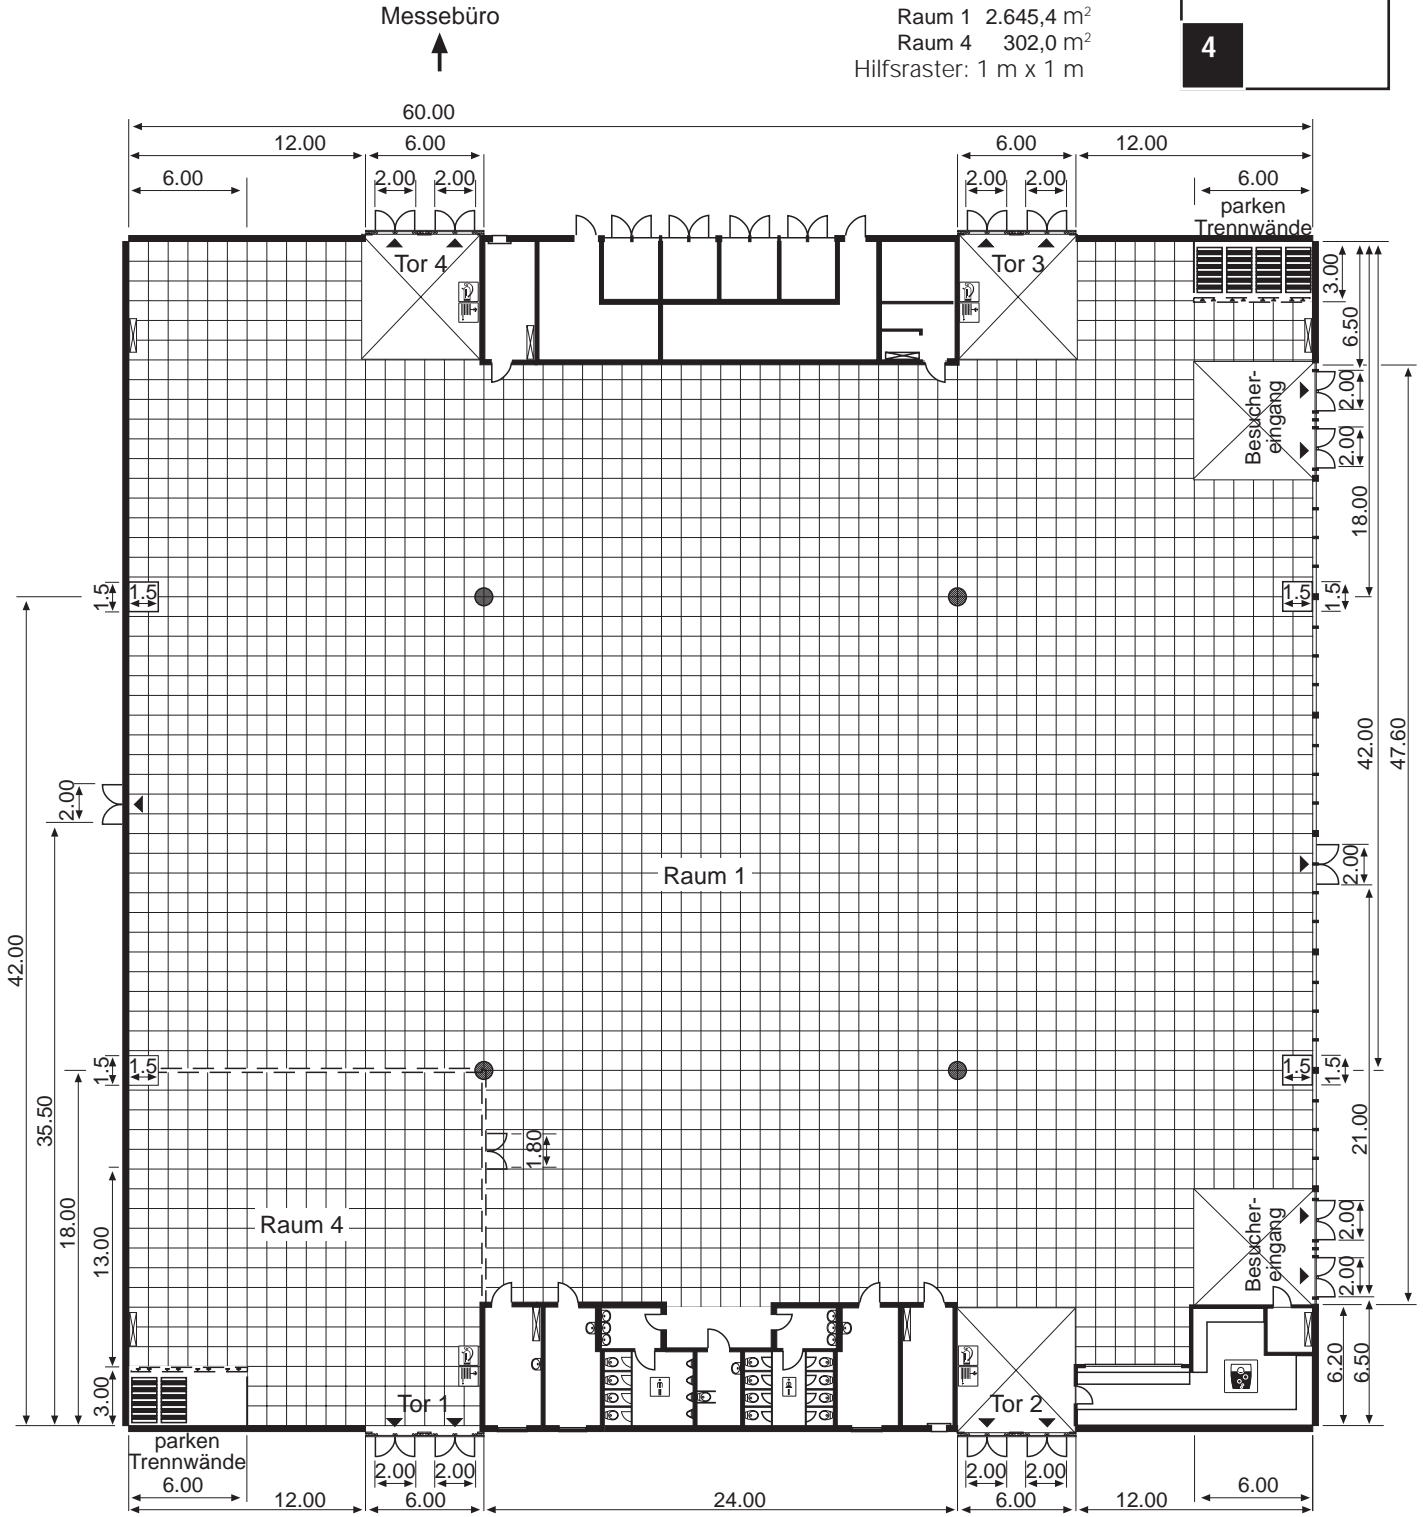 Messebüro
Raum 1 2.645,4 m²
Raum 4 302,0 m²
Hilfsraster: 1 m x 1 m
4
60.00
12.00
6.00
6.00
12.00
6.00
2.00
2.00
2.00
2.00
6.00
parken
Trennwände
Tor 4
Tor 3
3.00
6.50
Besucher-
eingang
2.00
2.00
18.00
1.5
1.5
1.5
1.5
42.00
47.60
2.00
Raum 1
2.00
42.00
1.5
1.5
1.5
1.5
35.50
1.80
21.00
18.00
13.00
Raum 4
Besucher-
eingang
2.00
2.00
3.00
Tor 1
Tor 2
6.20
6.50
parken
Trennwände
6.00
2.00
2.00
2.00
2.00
6.00
12.00
6.00
24.00
6.00
12.00